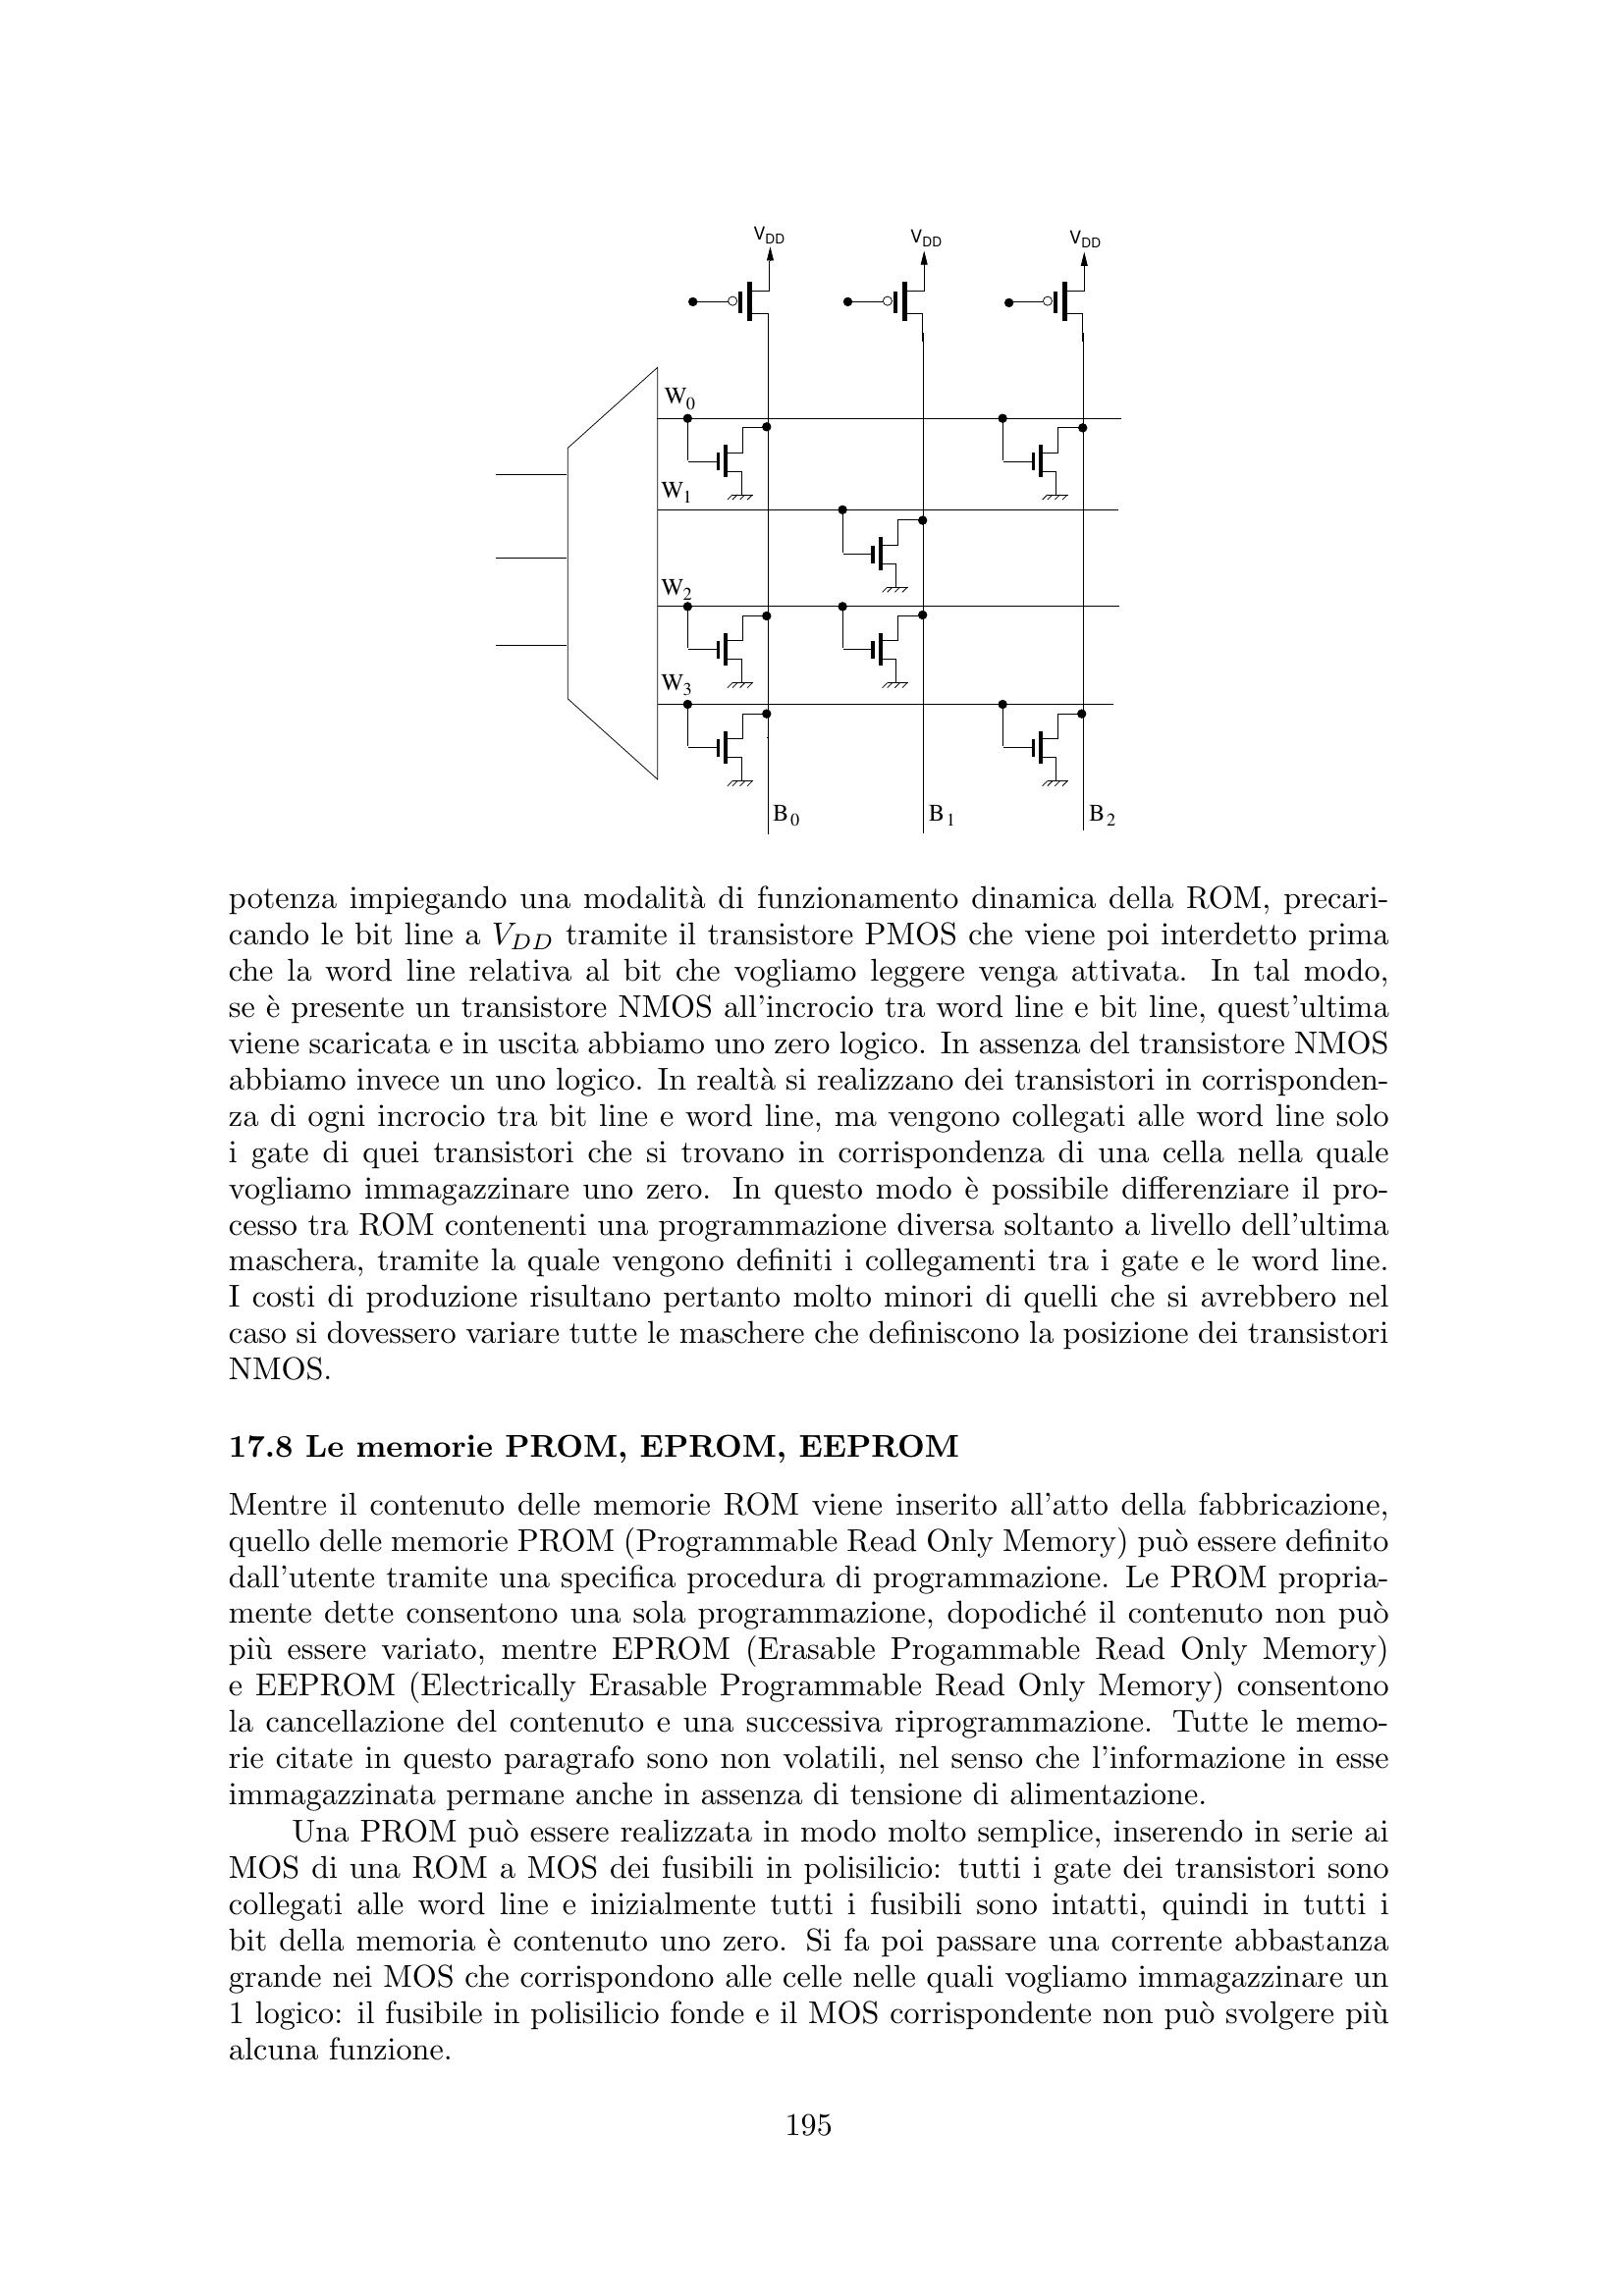 V_DD V_DD V_DD
W_0
W_1
W_2
W_3
B_0 B_1 B_2
potenza impiegando una modalità di funzionamento dinamica della ROM, precari-
cando le bit line a V_DD tramite il transistore PMOS che viene poi interdetto prima
che la word line relativa al bit che vogliamo leggere venga attivata. In tal modo,
se è presente un transistore NMOS all'incrocio tra word line e bit line, quest'ultima
viene scaricata e in uscita abbiamo uno zero logico. In assenza del transistore NMOS
abbiamo invece un uno logico. In realtà si realizzano dei transistori in corrisponden-
za di ogni incrocio tra bit line e word line, ma vengono collegati alle word line solo
i gate di quei transistori che si trovano in corrispondenza di una cella nella quale
vogliamo immagazzinare uno zero. In questo modo è possibile differenziare il pro-
cesso tra ROM contenenti una programmazione diversa soltanto a livello dell'ultima
maschera, tramite la quale vengono definiti i collegamenti tra i gate e le word line.
I costi di produzione risultano pertanto molto minori di quelli che si avrebbero nel
caso si dovessero variare tutte le maschere che definiscono la posizione dei transistori
NMOS.
17.8 Le memorie PROM, EPROM, EEPROM
Mentre il contenuto delle memorie ROM viene inserito all'atto della fabbricazione,
quello delle memorie PROM (Programmable Read Only Memory) può essere definito
dall'utente tramite una specifica procedura di programmazione. Le PROM propria-
mente dette consentono una sola programmazione, dopodiché il contenuto non può
più essere variato, mentre EPROM (Erasable Progammable Read Only Memory)
e EEPROM (Electrically Erasable Programmable Read Only Memory) consentono
la cancellazione del contenuto e una successiva riprogrammazione. Tutte le memo-
rie citate in questo paragrafo sono non volatili, nel senso che l'informazione in esse
immagazzinata permane anche in assenza di tensione di alimentazione.
Una PROM può essere realizzata in modo molto semplice, inserendo in serie ai
MOS di una ROM a MOS dei fusibili in polisilicio: tutti i gate dei transistori sono
collegati alle word line e inizialmente tutti i fusibili sono intatti, quindi in tutti i
bit della memoria è contenuto uno zero. Si fa poi passare una corrente abbastanza
grande nei MOS che corrispondono alle celle nelle quali vogliamo immagazzinare un
1 logico: il fusibile in polisilicio fonde e il MOS corrispondente non può svolgere più
alcuna funzione.
195